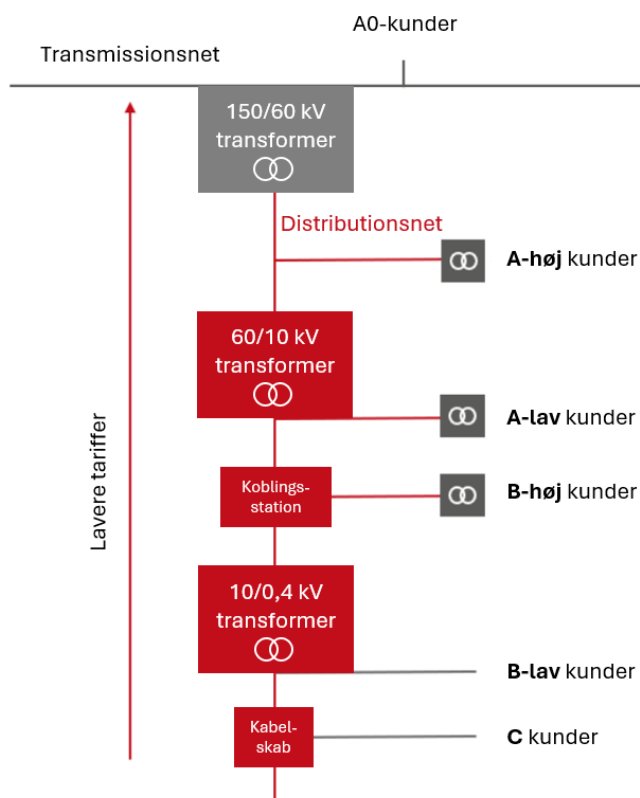 A0-kunder
Transmissionsnet
150/60 kV
transformer
Distributionsnet
A-høj kunder
60/10 kV
transformer
A-lav kunder
Koblings-
station
B-høj kunder
Lavere tariffer
10/0,4 kV
transformer
B-lav kunder
Kabel-
skab
C kunder